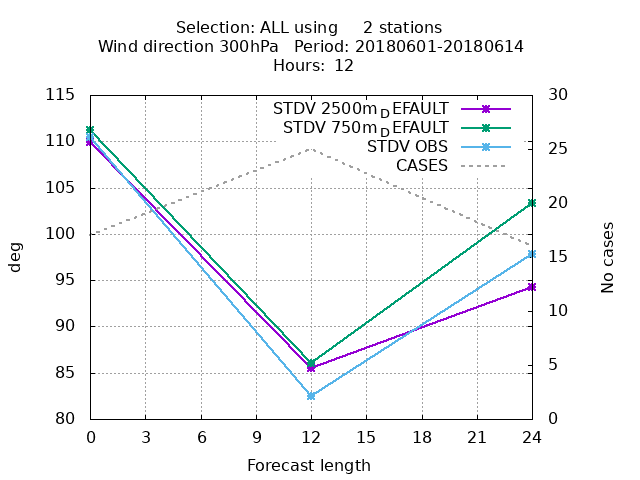 Selection: ALL using 2 stations
Wind direction 300hPa Period: 20180601-20180614
Hours: 12
115
110
105
100
95
90
85
80
30
25
20
15
10
5
0
STDV 2500m_DEFAULT
STDV 750m_DEFAULT
STDV OBS
CASES
deg
No cases
0 3 6 9 12 15 18 21 24
Forecast length